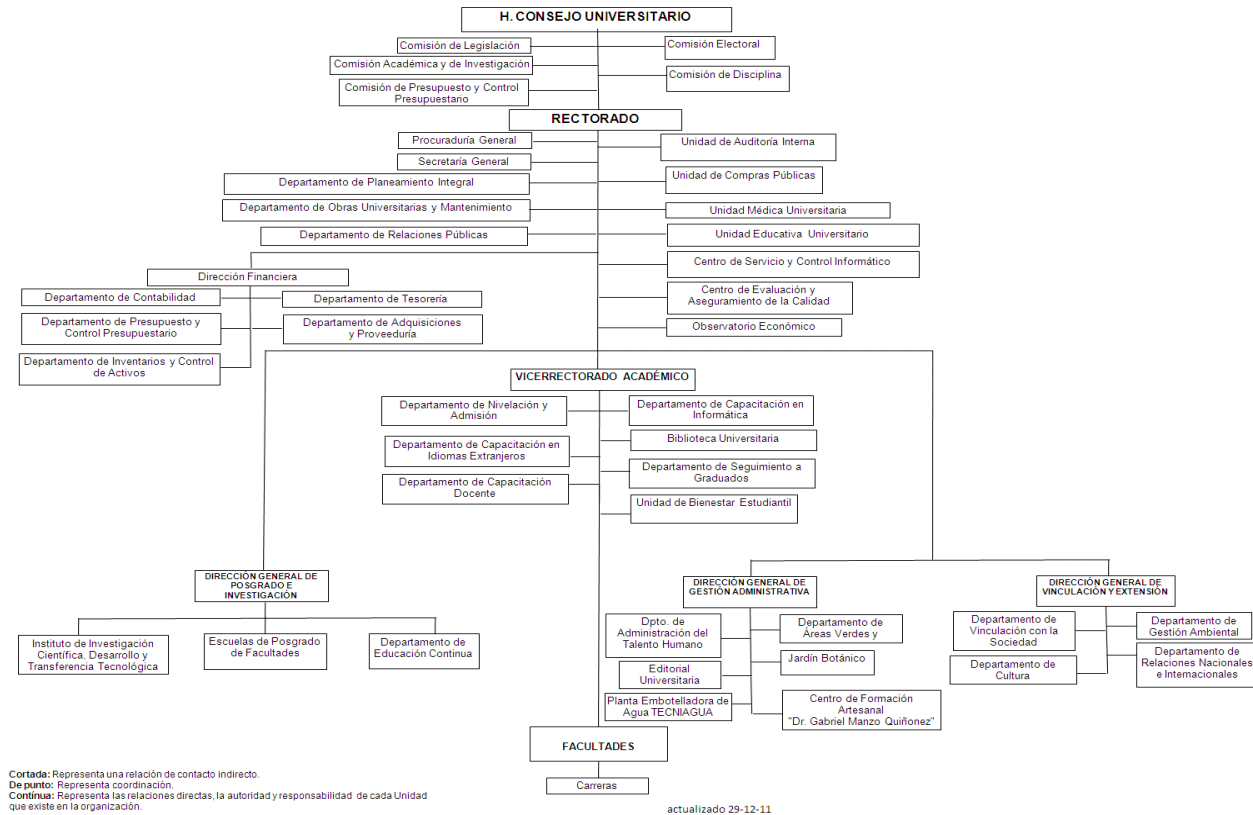 H. CONSEJO UNIVERSITARIO
Comisión de Legislación
Comisión Electoral
Comisión Académica y de Investigación
Comisión de Disciplina
Comisión de Presupuesto y Control
Presupuestario
RECTORADO
Procuraduría General
Unidad de Auditoría Interna
Secretaría General
Unidad de Compras Públicas
Departamento de Planeamiento Integral
Departamento de Obras Universitarias y Mantenimiento
Unidad Médica Universitaria
Departamento de Relaciones Públicas
Unidad Educativa Universitario
Centro de Servicio y Control Informático
Centro de Evaluación y
Aseguramiento de la Calidad
Observatorio Económico
Dirección Financiera
Departamento de Contabilidad
Departamento de Tesorería
Departamento de Presupuesto y
Control Presupuestario
Departamento de Adquisiciones
y Proveeduría
Departamento de Inventarios y Control
de Activos
VICERRECTORADO ACADÉMICO
Departamento de Nivelación y
Admisión
Departamento de Capacitación en
Informática
Departamento de Capacitación en
Idiomas Extranjeros
Biblioteca Universitaria
Departamento de Seguimiento a
Graduados
Departamento de Capacitación
Docente
Unidad de Bienestar Estudiantil
DIRECCIÓN GENERAL DE
POSGRADO E
INVESTIGACIÓN
Instituto de Investigación
Científica, Desarrollo y
Transferencia Tecnológica
Escuelas de Posgrado
de Facultades
Departamento de
Educación Continua
DIRECCIÓN GENERAL DE
GESTIÓN ADMINISTRATIVA
Dpto. de
Administración del
Talento Humano
Departamento de
Áreas Verdes y
Editorial
Universitaria
Jardín Botánico
Planta Embotelladora de
Agua TECNIAGUA
Centro de Formación
Artesanal
"Dr. Gabriel Manzo Quiñonez"
DIRECCIÓN GENERAL DE
VINCULACIÓN Y EXTENSIÓN
Departamento de
Vinculación con la
Sociedad
Departamento de
Gestión Ambiental
Departamento de
Cultura
Departamento de
Relaciones Nacionales
e Internacionales
FACULTADES
Carreras
Cortada: Representa una relación de contacto indirecto.
De punto: Representa coordinación.
Contínua: Representa las relaciones directas, la autoridad y responsabilidad de cada Unidad
que existe en la organización.
actualizado 29-12-11